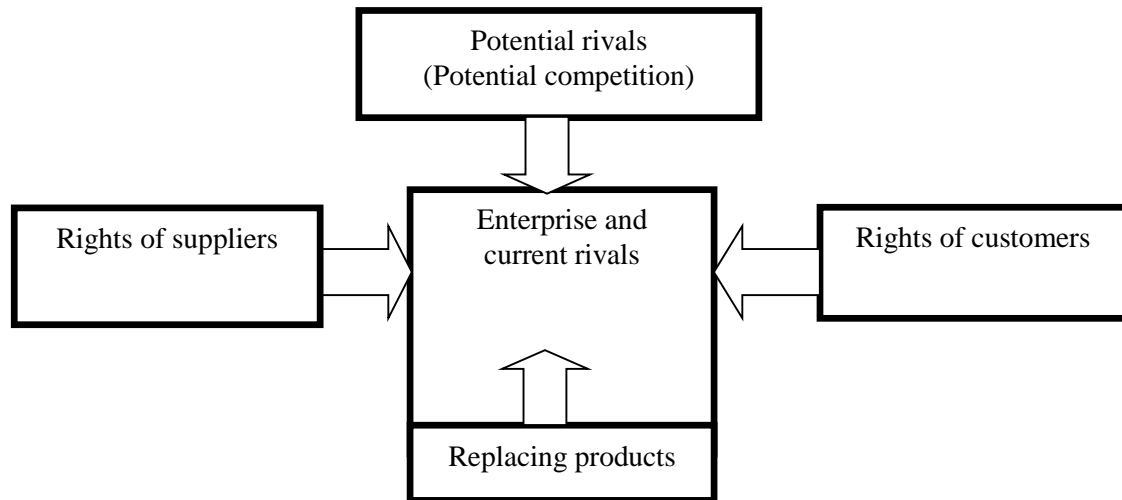 Potential rivals
(Potential competition)
Rights of suppliers
Enterprise and
current rivals
Rights of customers
Replacing products